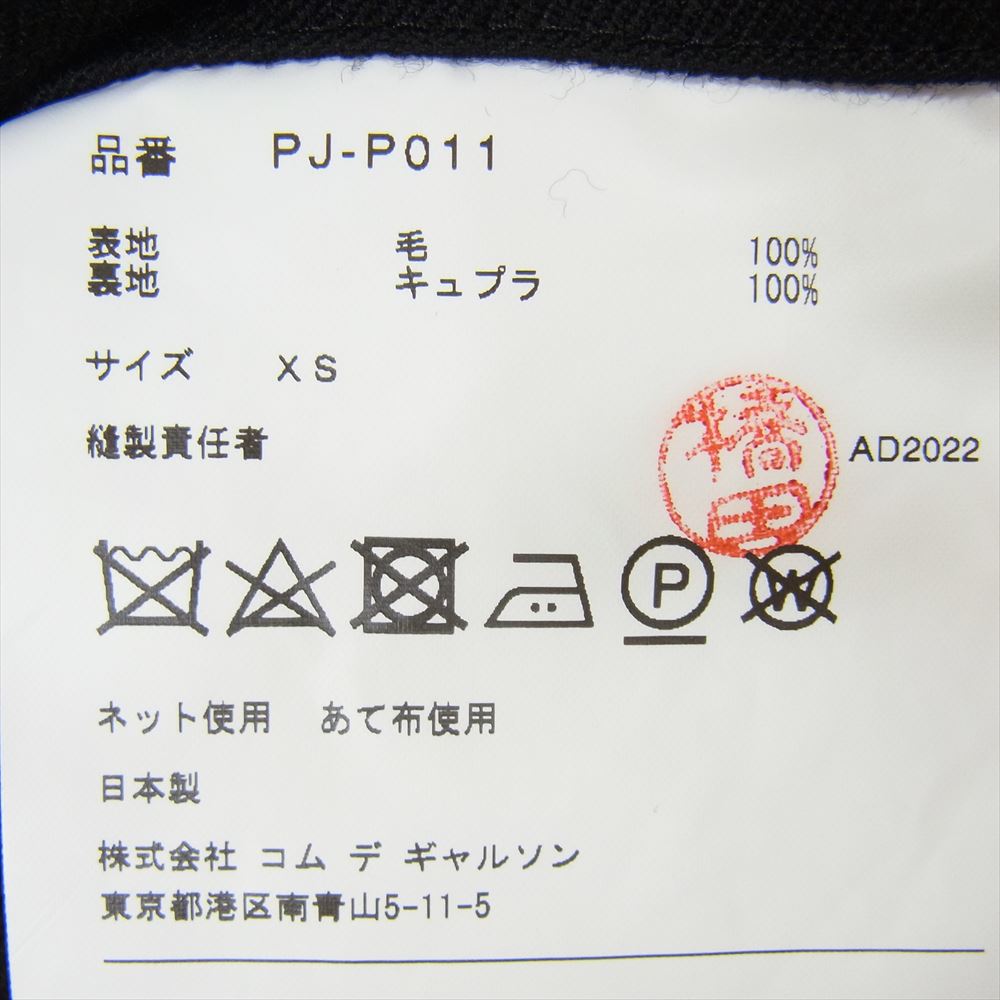 品番 PJ-P011
表地 毛 100%
裏地 キュプラ 100%
サイズ XS
縫製責任者 橋田 AD2022
P W
ネット使用 あて布使用
日本製
株式会社 コム デ ギャルソン
東京都港区南青山5-11-5